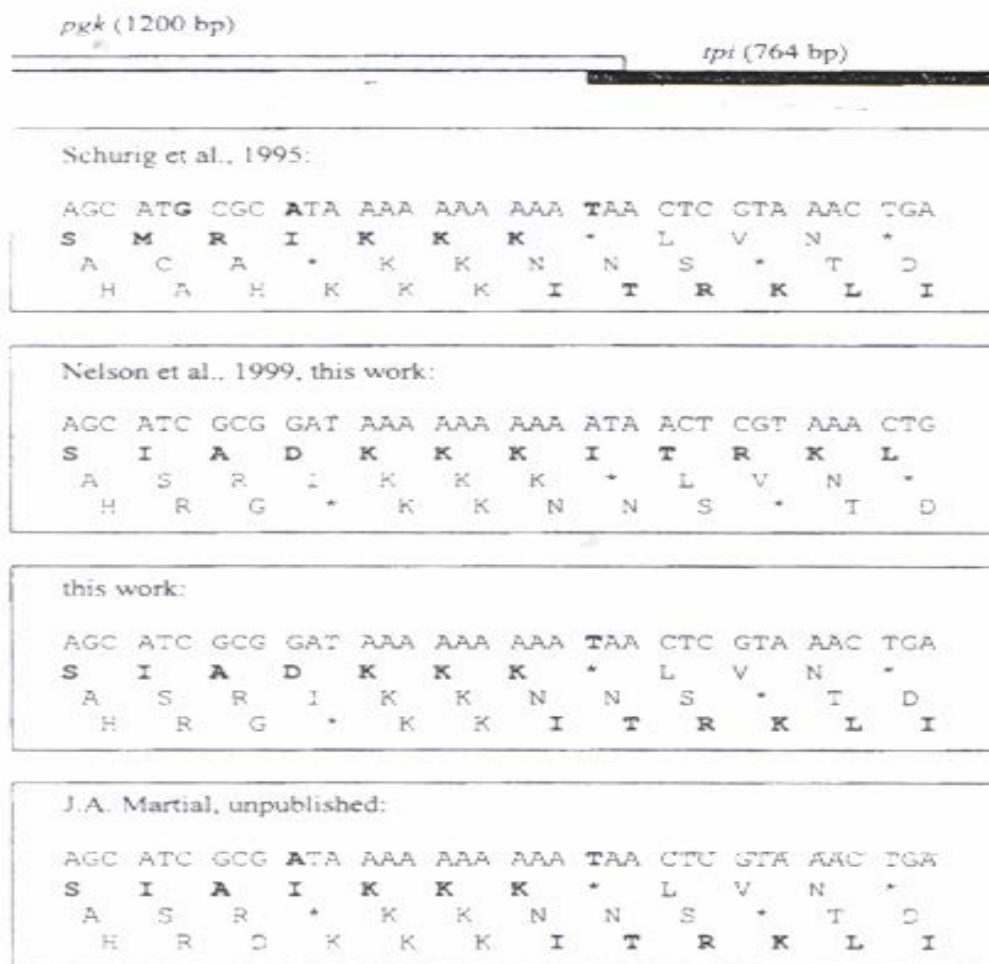 pgk (1200 bp)
tpi (764 bp)
Schurig et al., 1995:
AGC ATG CGC ATA AAA AAA AAA TAA CTC GTA AAC TGA
S M R I K K K * L V N *
A C A * K K N N S * T D
H A H K K K I T R K L I
Nelson et al., 1999, this work:
AGC ATC GCG GAT AAA AAA AAA ATA ACT CGT AAA CTG
S I A D K K K I T R K L
A S R I K K K * L V N *
H R G * K K N N S * T D
this work:
AGC ATC GCG GAT AAA AAA AAA TAA CTC GTA AAC TGA
S I A D K K K * L V N *
A S R I K K N N S * T D
H R G * K K I T R K L I
J.A. Martial, unpublished:
AGC ATC GCG ATA AAA AAA AAA TAA CTC GTA AAC TGA
S I A I K K K * L V N *
A S R * K K N N S * T D
H R D K K K I T R K L I